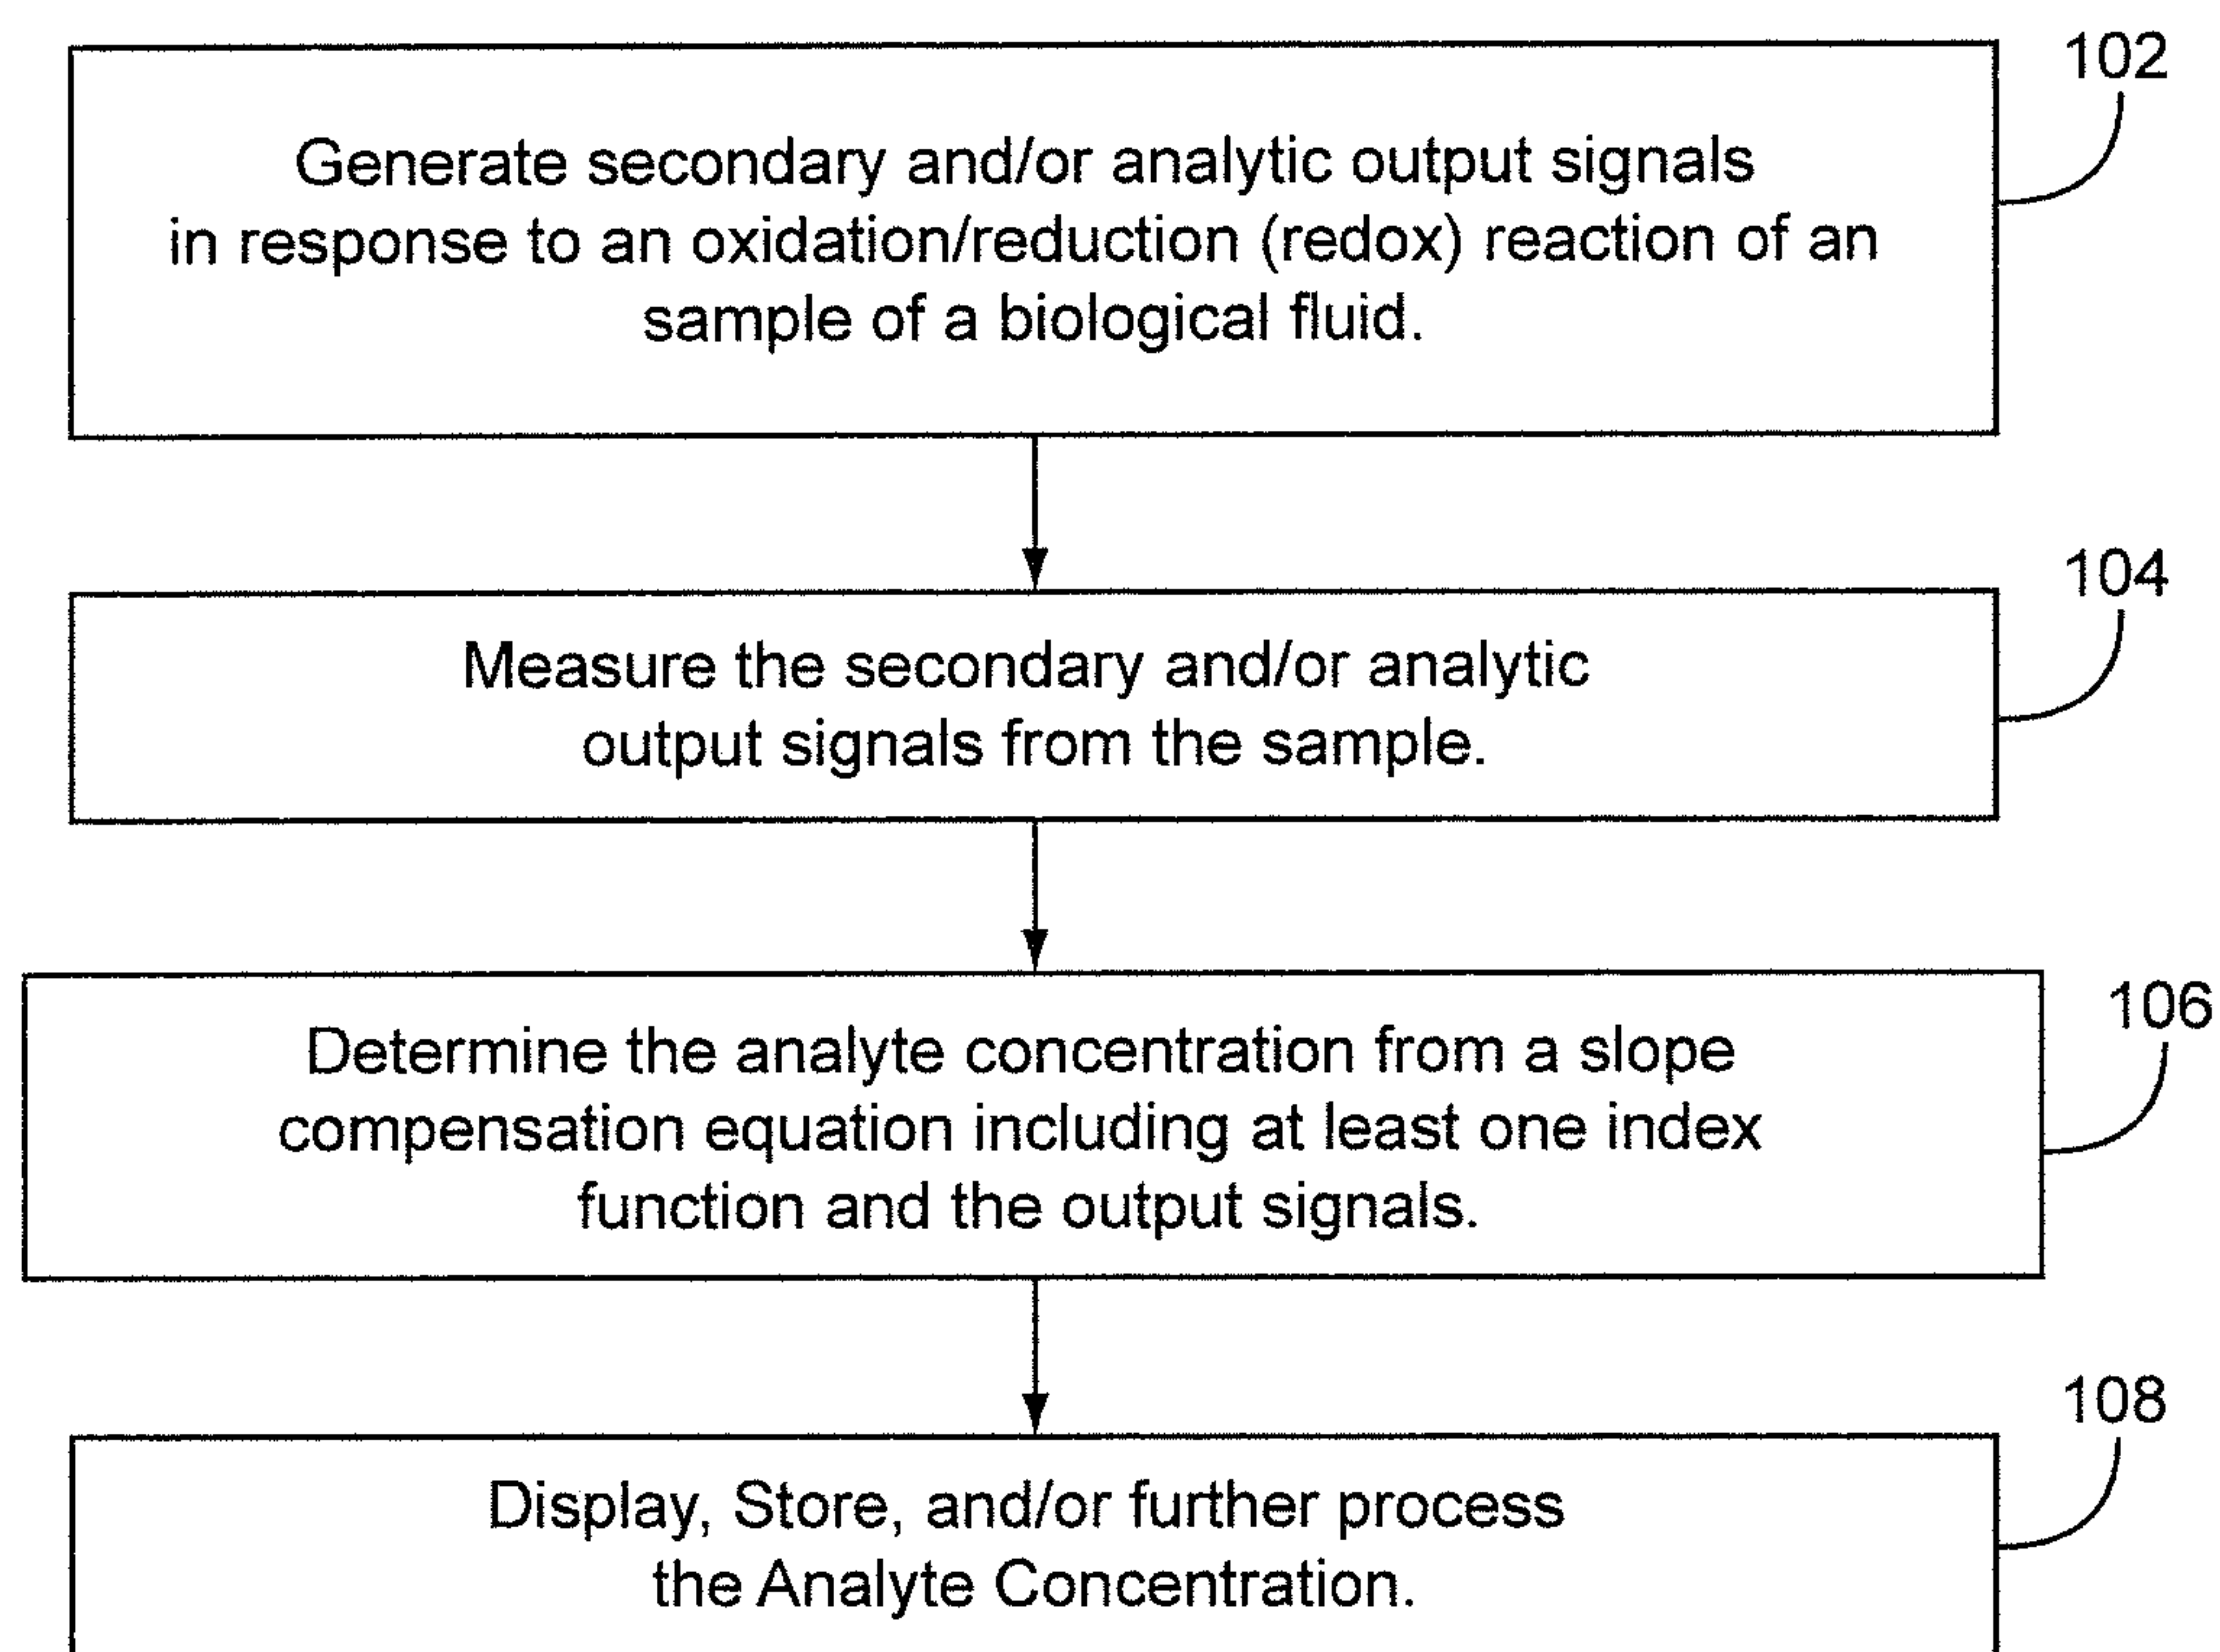 102
Generate secondary and/or analytic output signals
in response to an oxidation/reduction (redox) reaction of an
sample of a biological fluid.
104
Measure the secondary and/or analytic
output signals from the sample.
106
Determine the analyte concentration from a slope
compensation equation including at least one index
function and the output signals.
108
Display, Store, and/or further process
the Analyte Concentration.